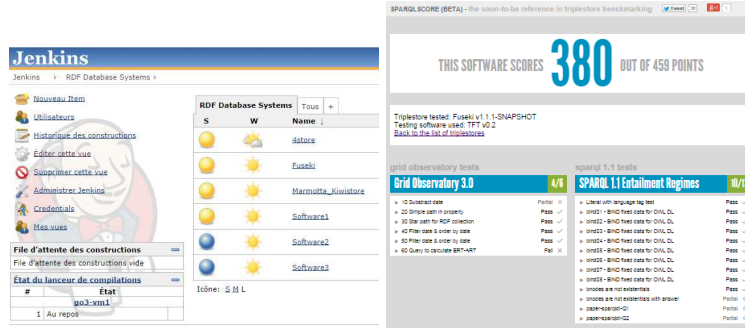 Jenkins
Jenkins › RDF Database Systems ›
Nouveau Item
Utilisateurs
Historique des constructions
Éditer cette vue
Supprimer cette vue
Administrer Jenkins
Credentials
Mes vues
File d'attente des constructions
File d'attente des constructions vide
État du lanceur de compilations
# État
go3-vm1
1 Au repos
RDF Database Systems Tous +
S W Name ↓
4store
Fuseki
Marmotta_Kiwistore
Software1
Software2
Software3
Icône: S M L
SPARQLSCORE (BETA) - the soon-to-be reference in triplestore benckmarking Tweet
THIS SOFTWARE SCORES 380 OUT OF 459 POINTS
Triplestore tested: Fuseki v1.1.1-SNAPSHOT
Testing software used: TFT v0.2
Back to the list of triplestores
grid observatory tests
Grid Observatory 3.0 4/6
10 Substract date Partial
20 Simple path in property Pass
30 Star path for RDF collection Pass
40 Filter date & order by date Pass
50 Filter date & order by date Pass
60 Query to calculate ERT-ART Fail
sparql 1.1 tests
SPARQL 1.1 Entailment Regimes
Literal with language tag test Pass
bind01 - BIND fixed data for OWL DL Pass
bind02 - BIND fixed data for OWL DL Pass
bind03 - BIND fixed data for OWL DL Pass
bind04 - BIND fixed data for OWL DL Pass
bind05 - BIND fixed data for OWL DL Pass
bind06 - BIND fixed data for OWL DL Pass
bind07 - BIND fixed data for OWL DL Pass
bind08 - BIND fixed data for OWL DL Pass
bnodes are not existentials Pass
bnodes are not existentials with answer Partial
paper-sparqldl-Q1 Pass
paper-sparqldl-Q2 Partial